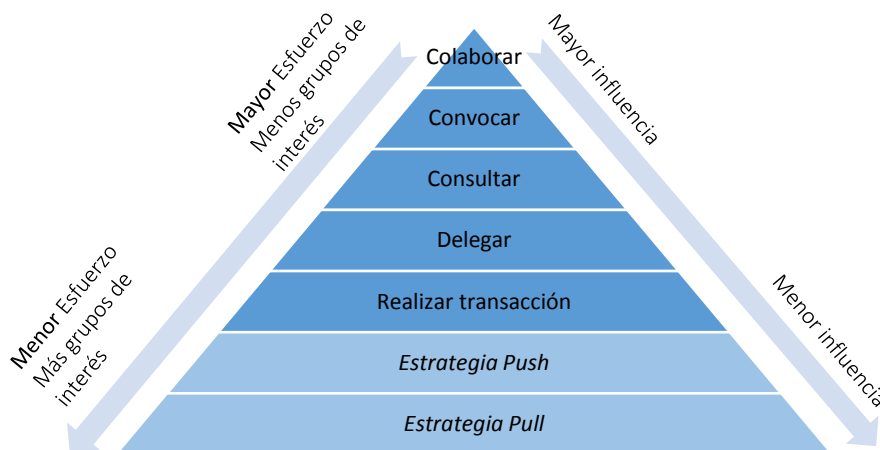 Mayor Esfuerzo
Menos grupos de
interés
Menor Esfuerzo
Más grupos de
interés
Colaborar
Convocar
Consultar
Delegar
Realizar transacción
Estrategia Push
Estrategia Pull
Mayor influencia
Menor influencia